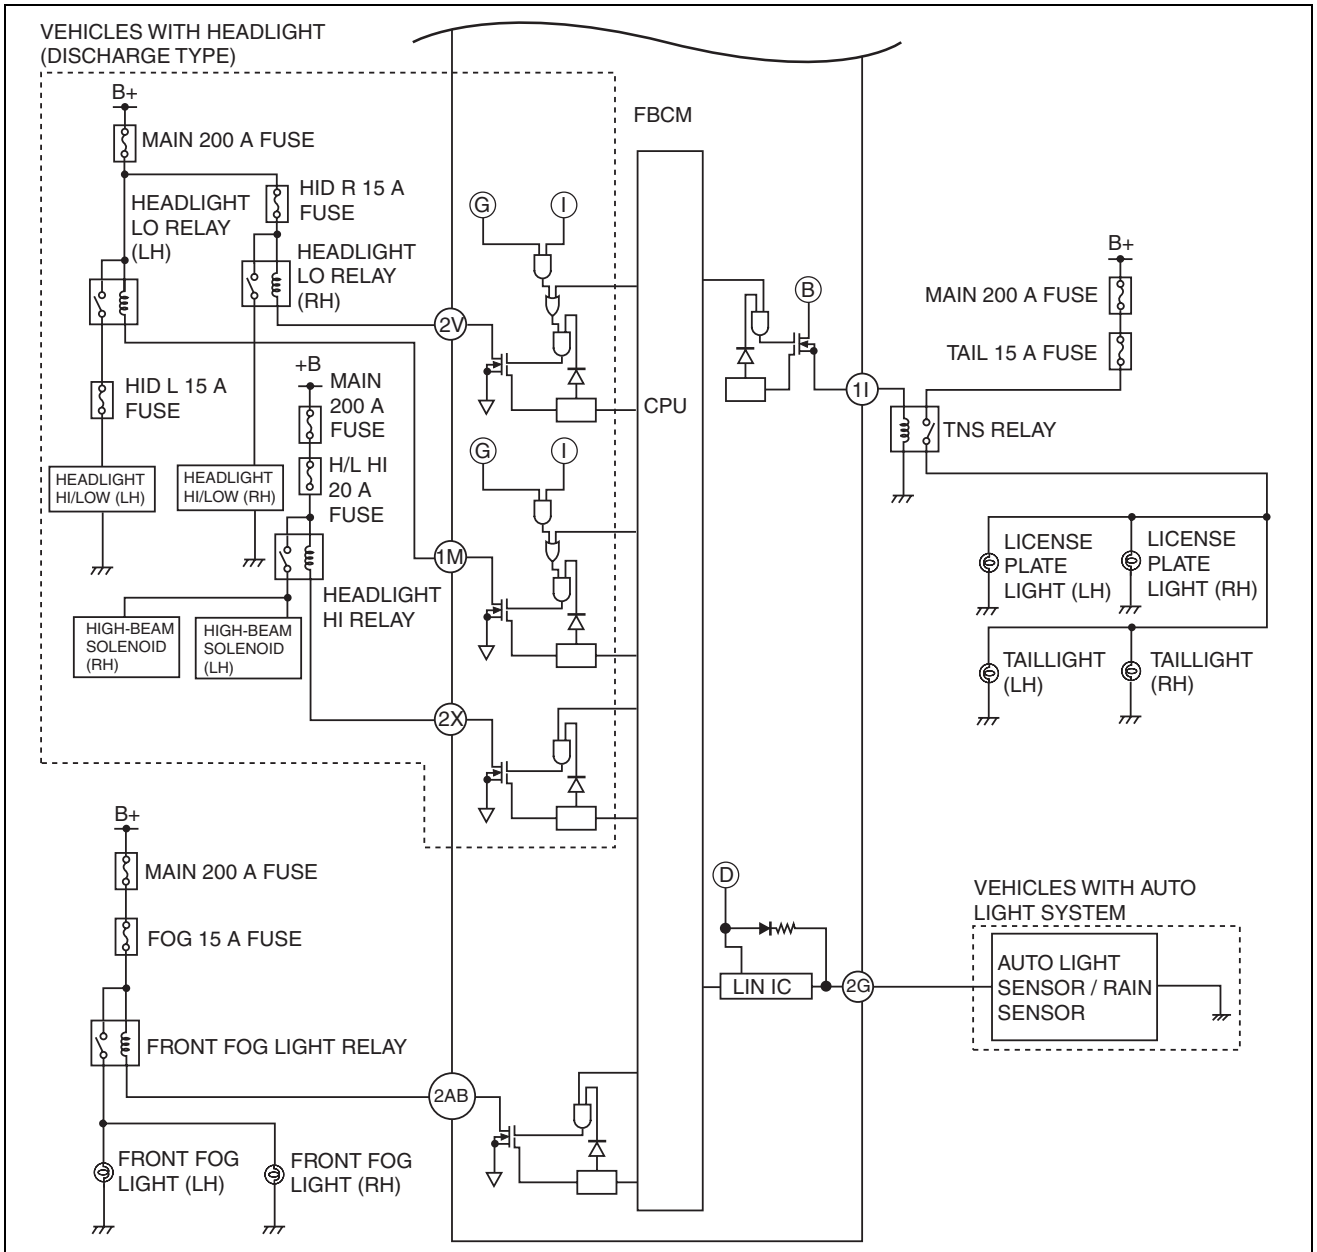 VEHICLES WITH HEADLIGHT
(DISCHARGE TYPE)
B+
MAIN 200 A FUSE
HID R 15 A
FUSE
HEADLIGHT
LO RELAY
(LH)
HEADLIGHT
LO RELAY
(RH)
HID L 15 A
FUSE
+B
MAIN
200 A
FUSE
H/L HI
20 A
FUSE
HEADLIGHT
HI/LOW (LH)
HEADLIGHT
HI/LOW (RH)
HEADLIGHT
HI RELAY
HIGH-BEAM
SOLENOID
(RH)
HIGH-BEAM
SOLENOID
(LH)
B+
MAIN 200 A FUSE
FOG 15 A FUSE
FRONT FOG LIGHT RELAY
FRONT FOG
LIGHT (LH)
FRONT FOG
LIGHT (RH)
2V
1M
2X
2AB
FBCM
G
I
G
I
CPU
B
1I
D
LIN IC
2G
B+
MAIN 200 A FUSE
TAIL 15 A FUSE
TNS RELAY
LICENSE
PLATE
LIGHT (LH)
LICENSE
PLATE
LIGHT (RH)
TAILLIGHT
(LH)
TAILLIGHT
(RH)
VEHICLES WITH AUTO
LIGHT SYSTEM
AUTO LIGHT
SENSOR / RAIN
SENSOR